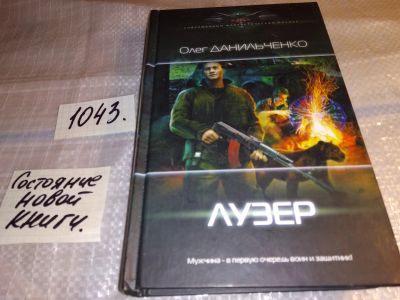 Олег ДАНИЛЬЧЕНКО
ЛУЗЕР
Мужчина - в первую очередь воин и защитник!
1043.
Состояние
новой
книги.